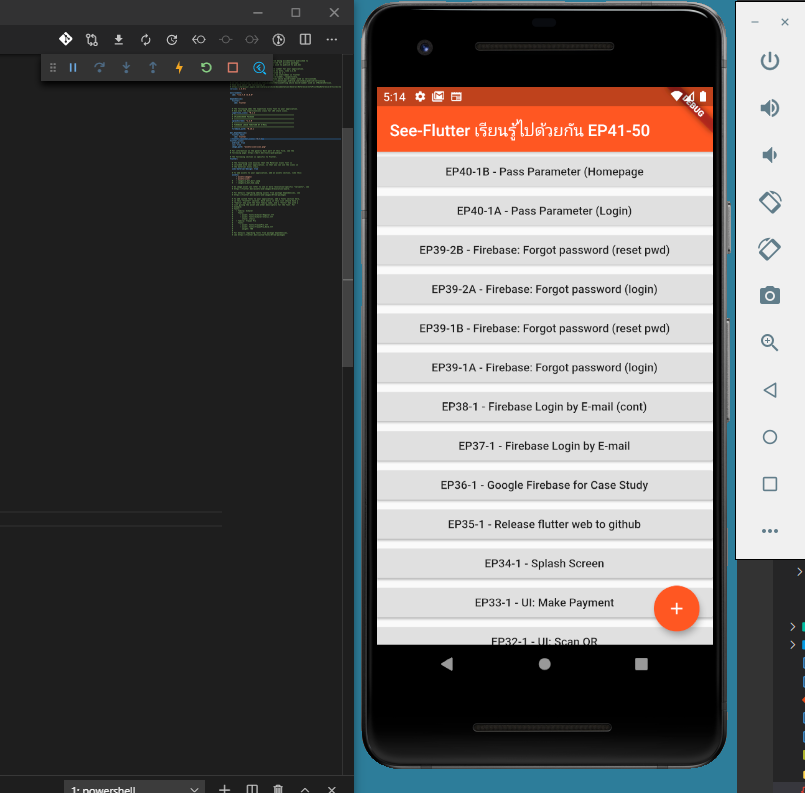 5:14
DEBUG
See-Flutter เรียนรู้ไปด้วยกัน EP41-50
EP40-1B - Pass Parameter (Homepage
EP40-1A - Pass Parameter (Login)
EP39-2B - Firebase: Forgot password (reset pwd)
EP39-2A - Firebase: Forgot password (login)
EP39-1B - Firebase: Forgot password (reset pwd)
EP39-1A - Firebase: Forgot password (login)
EP38-1 - Firebase Login by E-mail (cont)
EP37-1 - Firebase Login by E-mail
EP36-1 - Google Firebase for Case Study
EP35-1 - Release flutter web to github
EP34-1 - Splash Screen
EP33-1 - UI: Make Payment
EP32-1 - UI: Scan QR
1: powershell